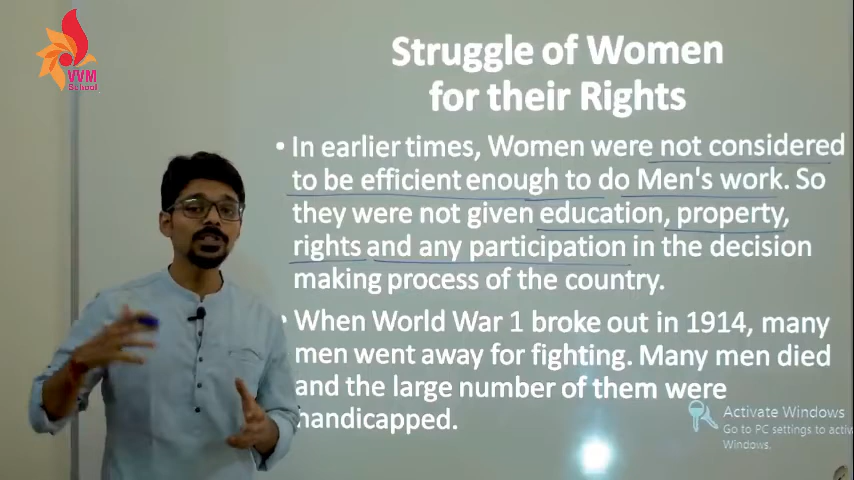 VVM
School
Struggle of Women
for their Rights
• In earlier times, Women were not considered
to be efficient enough to do Men's work. So
they were not given education, property,
rights and any participation in the decision
making process of the country.
• When World War 1 broke out in 1914, many
men went away for fighting. Many men died
and the large number of them were
handicapped.
Activate Windows
Go to PC settings to activ
Windows.